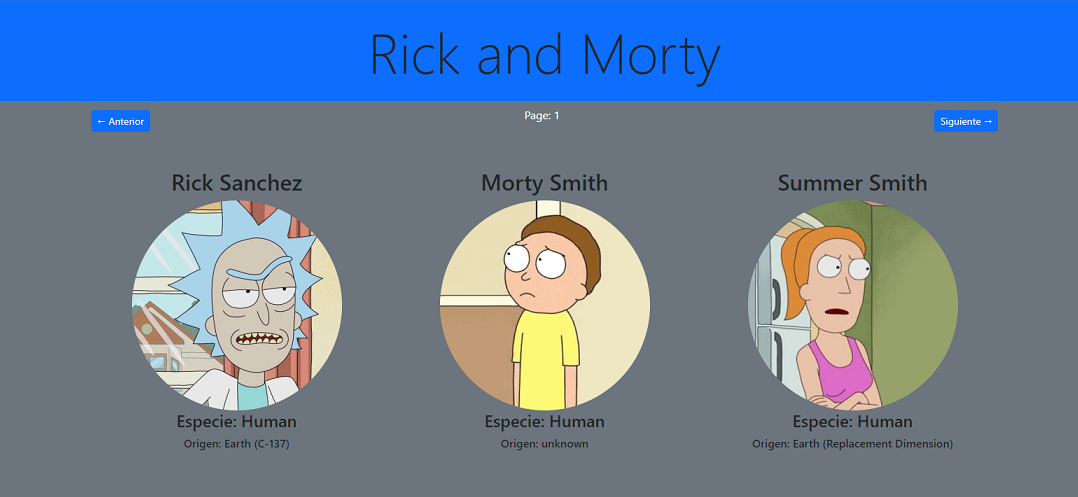 Rick and Morty
← Anterior
Page: 1
Siguiente →
Rick Sanchez
Morty Smith
Summer Smith
Especie: Human
Especie: Human
Especie: Human
Origen: Earth (C-137)
Origen: unknown
Origen: Earth (Replacement Dimension)